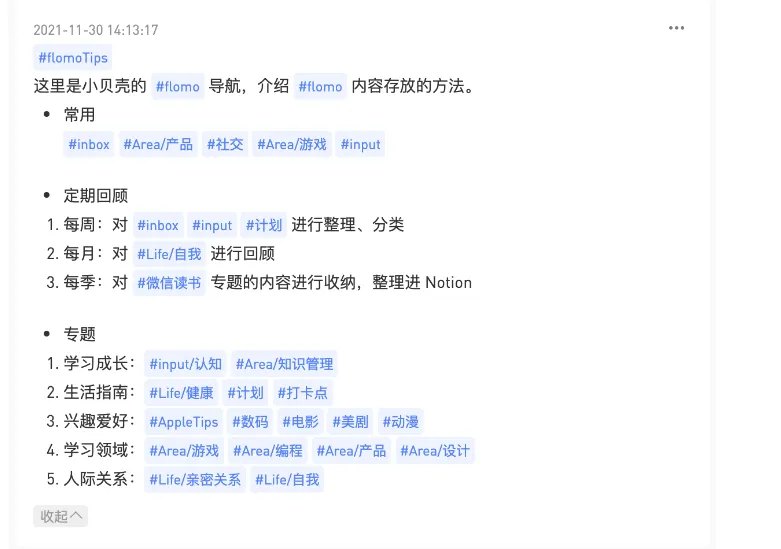 2021-11-30 14:13:17
#flomoTips
这里是小贝壳的 #flomo 导航，介绍 #flomo 内容存放的方法。
• 常用
#inbox #Area/产品 #社交 #Area/游戏 #input
• 定期回顾
1. 每周：对 #inbox #input #计划 进行整理、分类
2. 每月：对 #Life/自我 进行回顾
3. 每季：对 #微信读书 专题的内容进行收纳，整理进 Notion
• 专题
1. 学习成长： #input/认知 #Area/知识管理
2. 生活指南： #Life/健康 #计划 #打卡点
3. 兴趣爱好： #AppleTips #数码 #电影 #美剧 #动漫
4. 学习领域： #Area/游戏 #Area/编程 #Area/产品 #Area/设计
5. 人际关系： #Life/亲密关系 #Life/自我
收起